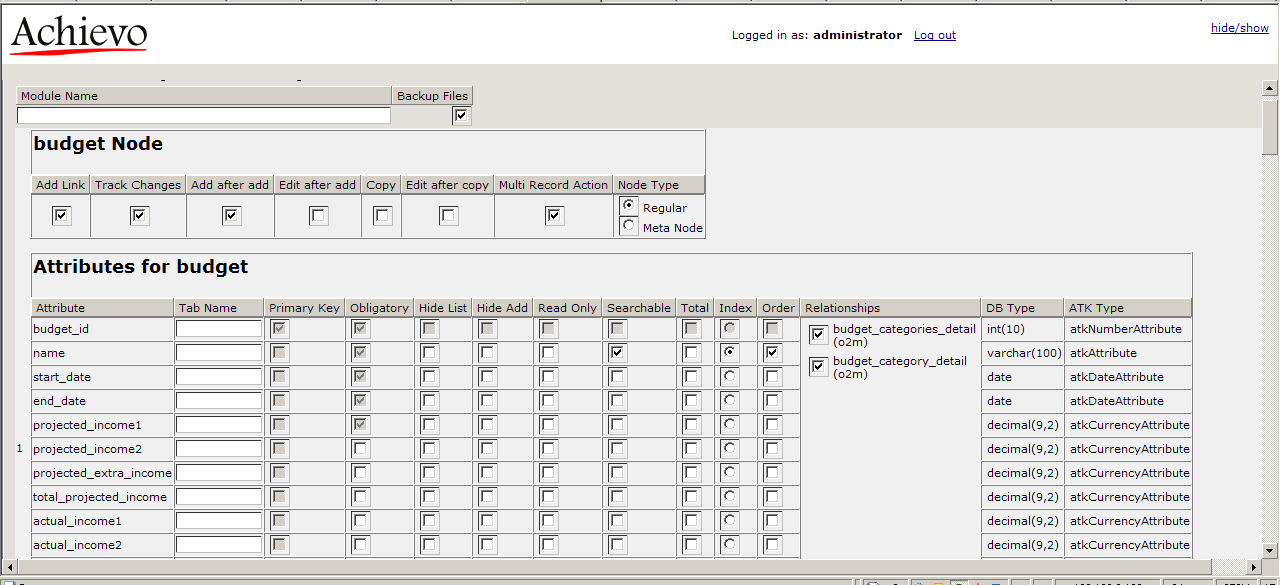 Achievo
Logged in as: administrator Log out
hide/show
Module Name Backup Files
budget Node
Add Link Track Changes Add after add Edit after add Copy Edit after copy Multi Record Action Node Type
Regular
Meta Node
Attributes for budget
Attribute Tab Name Primary Key Obligatory Hide List Hide Add Read Only Searchable Total Index Order Relationships DB Type ATK Type
budget_id budget_categories_detail int(10) atkNumberAttribute
(o2m)
name varchar(100) atkAttribute
budget_category_detail
(o2m)
start_date date atkDateAttribute
end_date date atkDateAttribute
projected_income1 decimal(9,2) atkCurrencyAttribute
1 projected_income2 decimal(9,2) atkCurrencyAttribute
projected_extra_income decimal(9,2) atkCurrencyAttribute
total_projected_income decimal(9,2) atkCurrencyAttribute
actual_income1 decimal(9,2) atkCurrencyAttribute
actual_income2 decimal(9,2) atkCurrencyAttribute